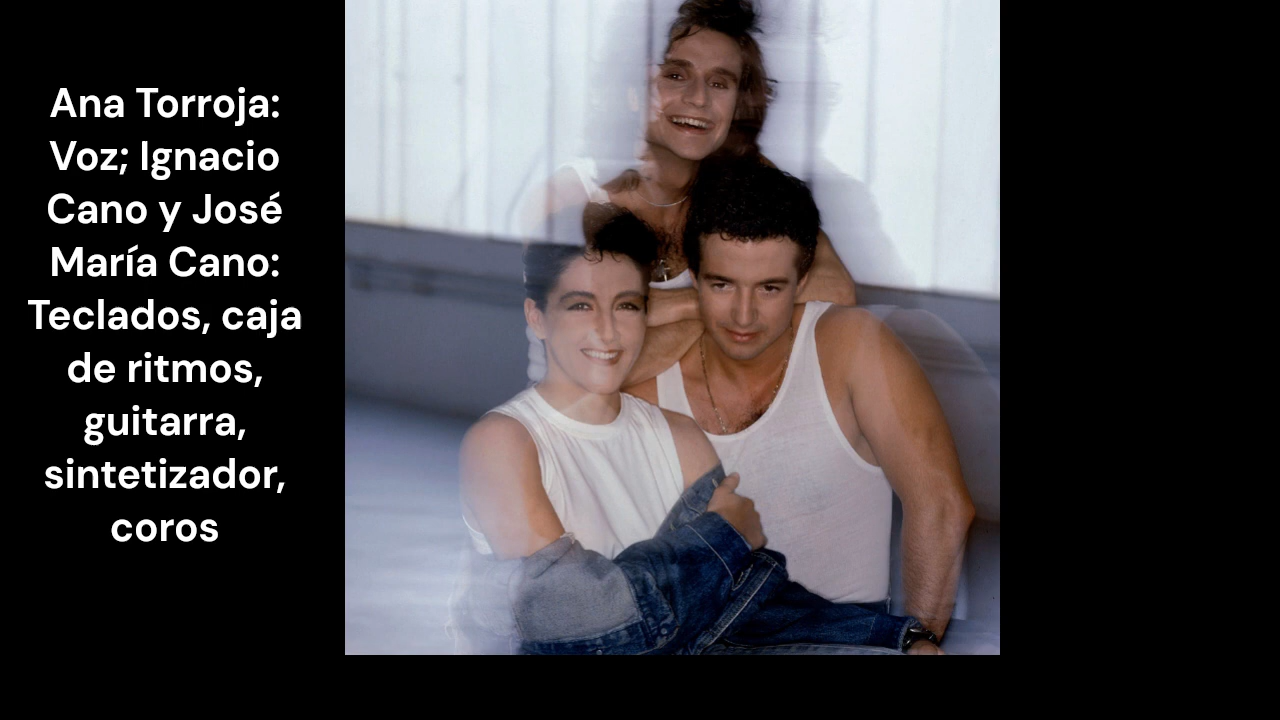 Ana Torroja:
Voz; Ignacio
Cano y José
María Cano:
Teclados, caja
de ritmos,
guitarra,
sintetizador,
coros